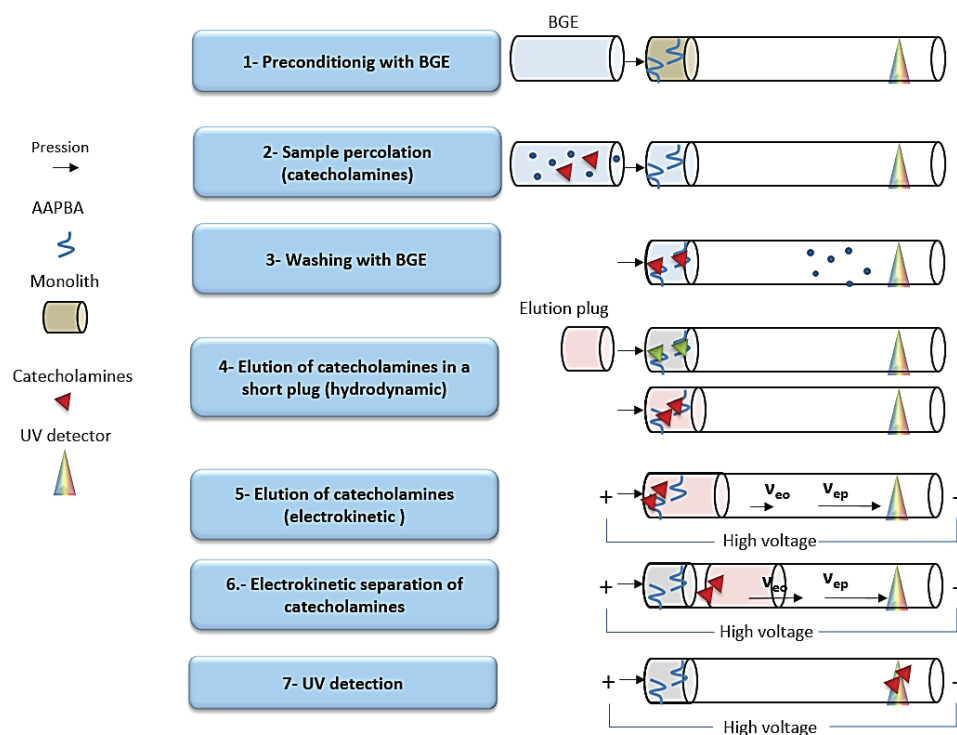 BGE
1- Preconditionig with BGE
Pression
AAPBA
Monolith
Catecholamines
UV detector
2- Sample percolation
(catecholamines)
3- Washing with BGE
Elution plug
4- Elution of catecholamines in a
short plug (hydrodynamic)
5- Elution of catecholamines
(electrokinetic )
+ veo vep -
High voltage
6.- Electrokinetic separation of
catecholamines
+ veo vep -
High voltage
7- UV detection
+ -
High voltage